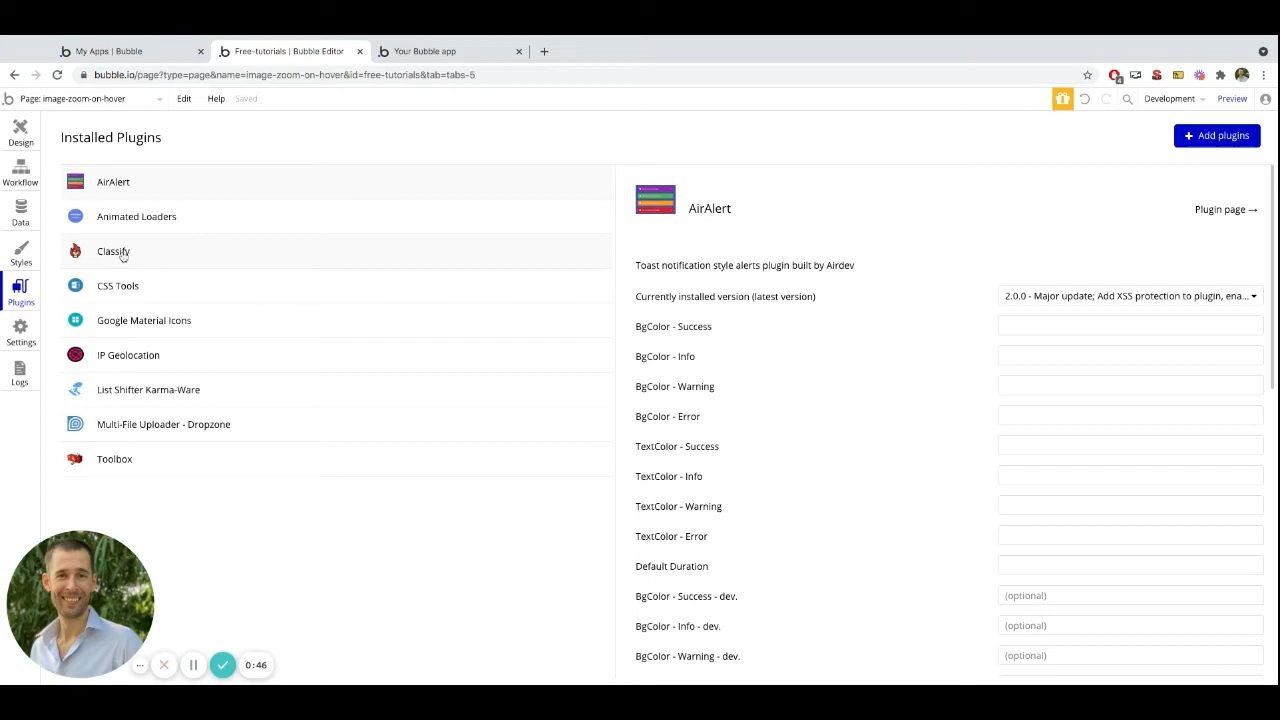 My Apps | Bubble
Free-tutorials | Bubble Editor
Your Bubble app
bubble.io/page?type=page&name=image-zoom-on-hover&id=free-tutorials&tab=tabs-5
Page: image-zoom-on-hover
Edit
Help
Saved
Development
Preview
Design
Workflow
Data
Styles
Plugins
Settings
Logs
Installed Plugins
+ Add plugins
AirAlert
Animated Loaders
Classify
CSS Tools
Google Material Icons
IP Geolocation
List Shifter Karma-Ware
Multi-File Uploader - Dropzone
Toolbox
AirAlert
Plugin page →
Toast notification style alerts plugin built by Airdev
Currently installed version (latest version)
2.0.0 - Major update; Add XSS protection to plugin, ena...
BgColor - Success
BgColor - Info
BgColor - Warning
BgColor - Error
TextColor - Success
TextColor - Info
TextColor - Warning
TextColor - Error
Default Duration
BgColor - Success - dev.
(optional)
BgColor - Info - dev.
(optional)
BgColor - Warning - dev.
(optional)
0:46